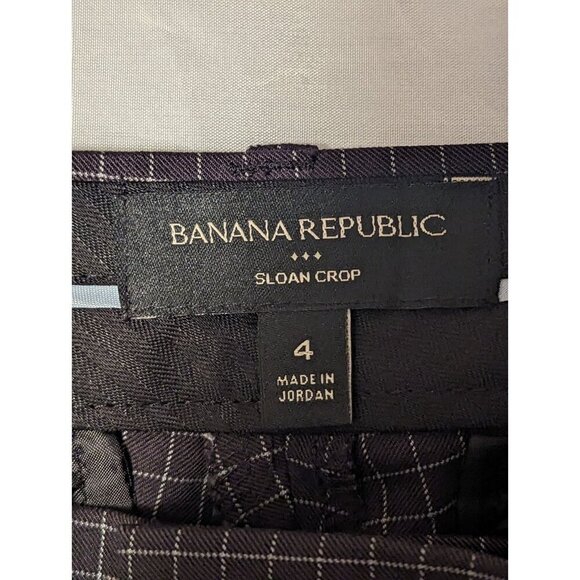 BANANA REPUBLIC
SLOAN CROP
4
MADE IN
JORDAN